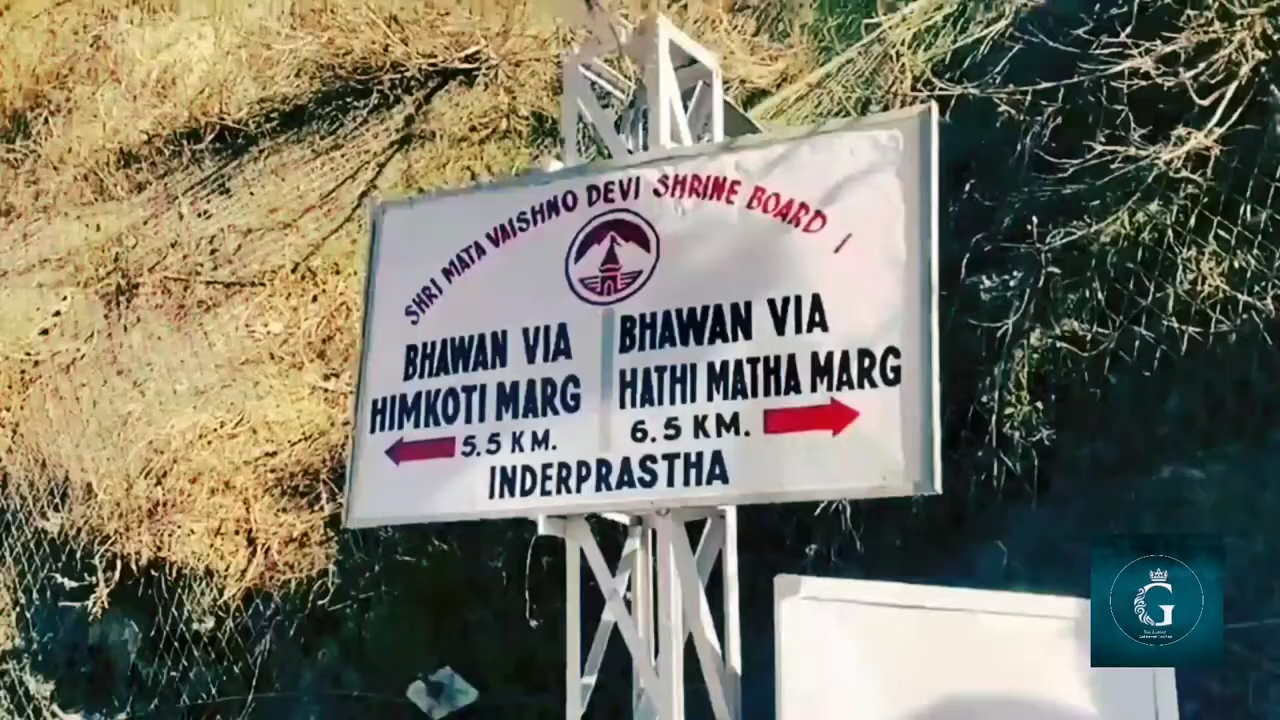 SHRI MATA VAISHNO DEVI SHRINE BOARD
BHAWAN VIA
HIMKOTI MARG
5.5 KM.
BHAWAN VIA
HATHI MATHA MARG
6.5 KM.
INDERPRASTHA
G